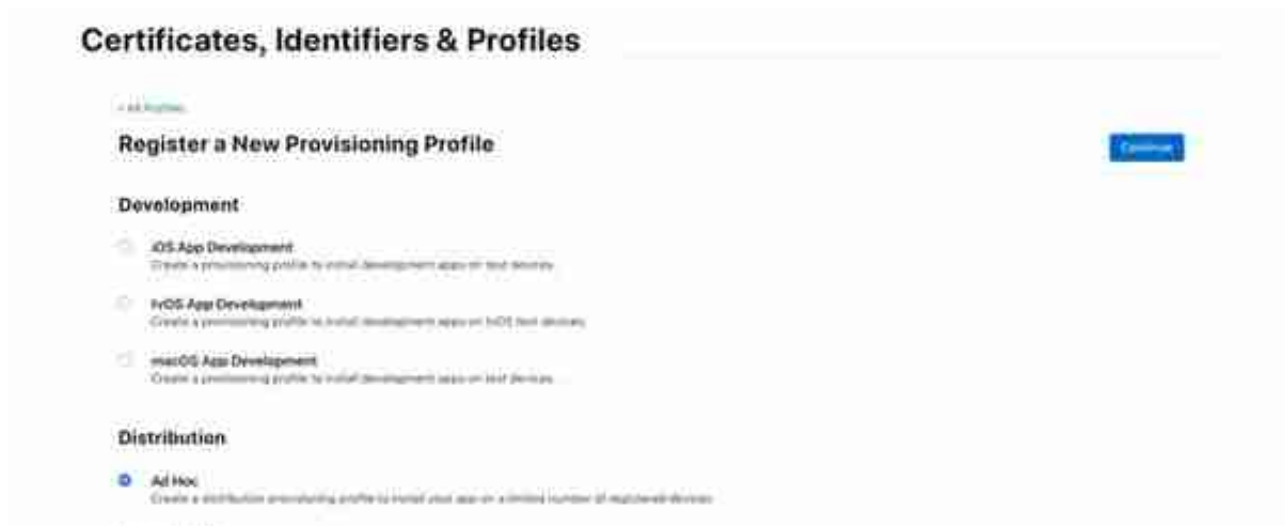 Certificates, Identifiers & Profiles
< All Profiles
Register a New Provisioning Profile
Continue
Development
iOS App Development
Create a provisioning profile to install development apps on test devices.
tvOS App Development
Create a provisioning profile to install development apps on tvOS test devices.
macOS App Development
Create a provisioning profile to install development apps on test devices.
Distribution
Ad Hoc
Create a distribution provisioning profile to install your app on a limited number of registered devices.